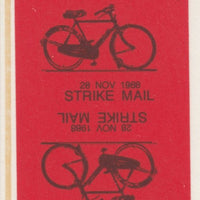 28 NOV 1988
STRIKE MAIL
STRIKE MAIL
28 NOV 1988